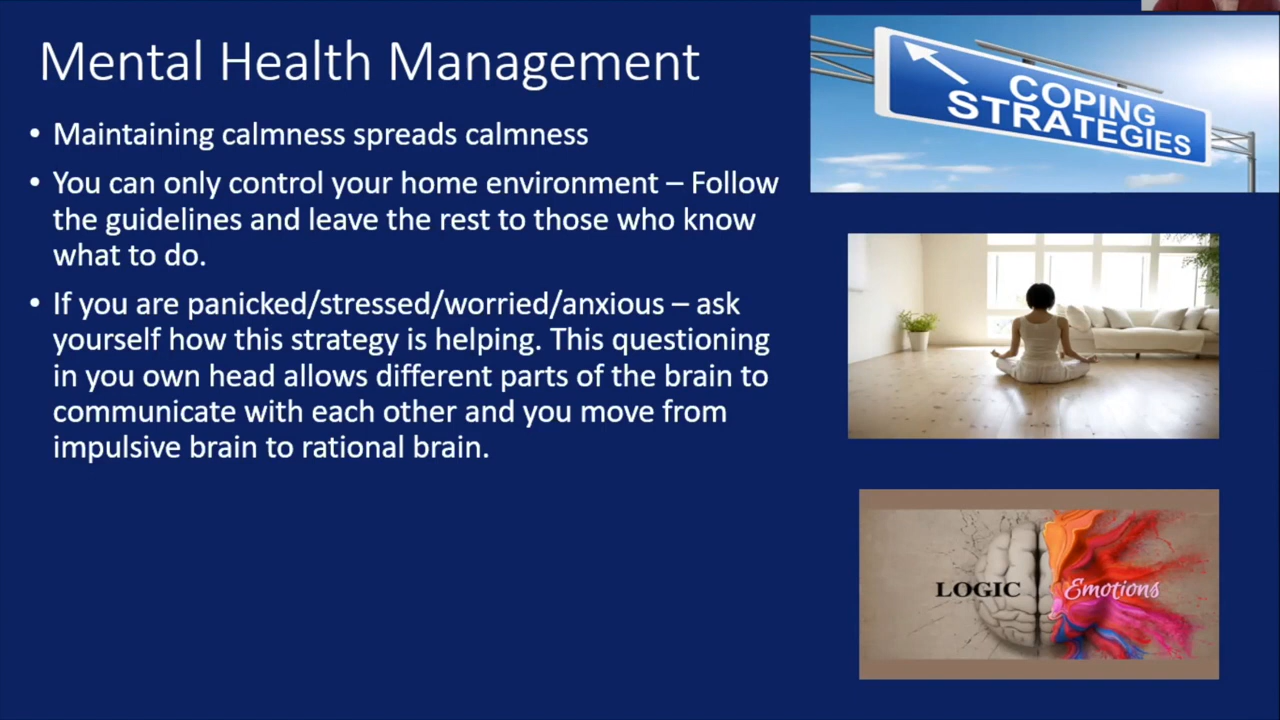 Mental Health Management
• Maintaining calmness spreads calmness
• You can only control your home environment – Follow
the guidelines and leave the rest to those who know
what to do.
• If you are panicked/stressed/worried/anxious – ask
yourself how this strategy is helping. This questioning
in you own head allows different parts of the brain to
communicate with each other and you move from
impulsive brain to rational brain.
COPING
STRATEGIES
LOGIC Emotions